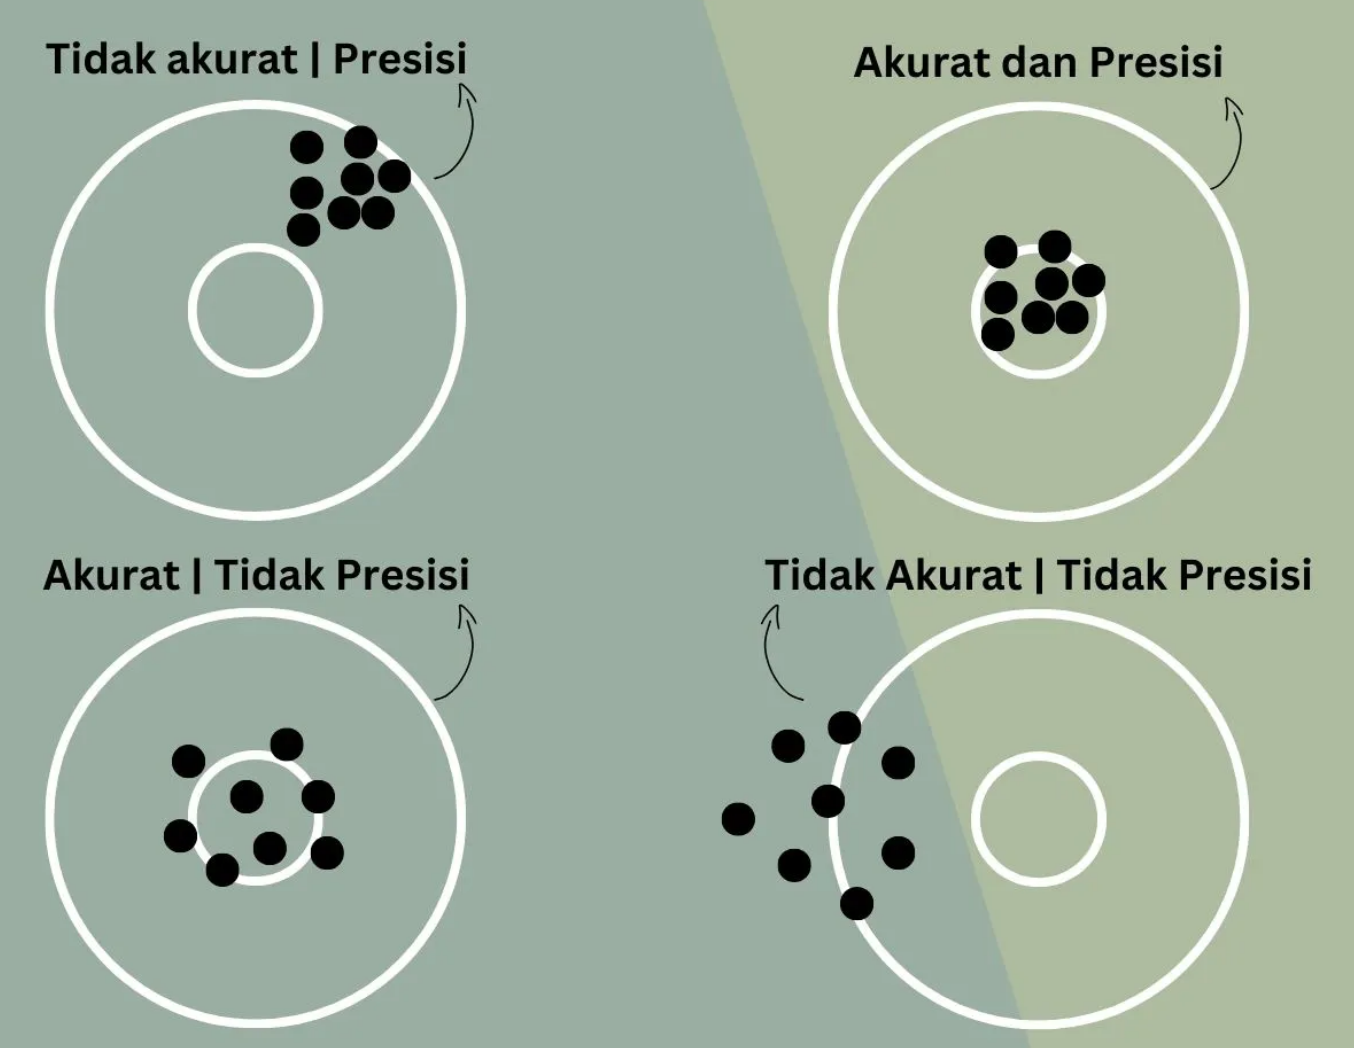 Tidak akurat | Presisi
Akurat dan Presisi
Akurat | Tidak Presisi
Tidak Akurat | Tidak Presisi